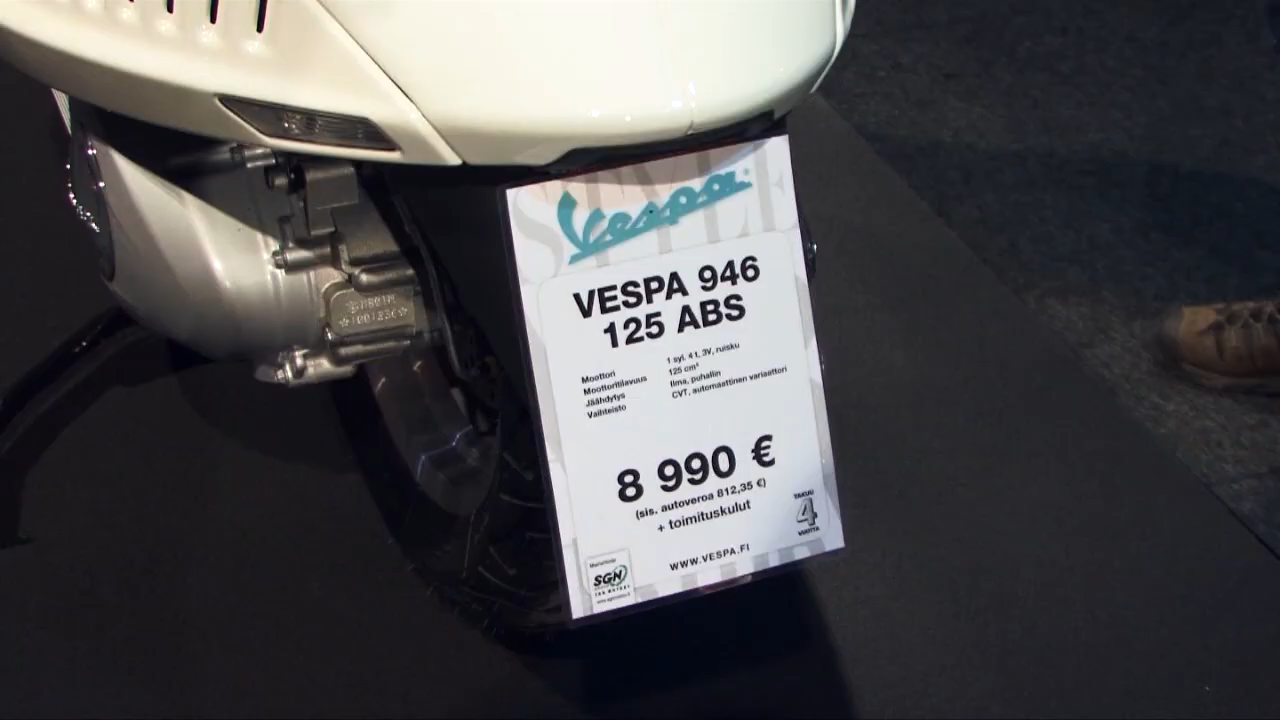 STYLE
Vespa
VESPA 946
125 ABS
Moottori 1 syl. 4 t, 3V, ruisku
Moottoritilavuus 125 cm³
Jäähdytys Ilma, puhallin
Vaihteisto CVT, automaattinen variaattori
8 990 €
(sis. autoveroa 812,35 €)
+ toimituskulut
TAKUU
4
VUOTTA
WWW.VESPA.FI
SGN